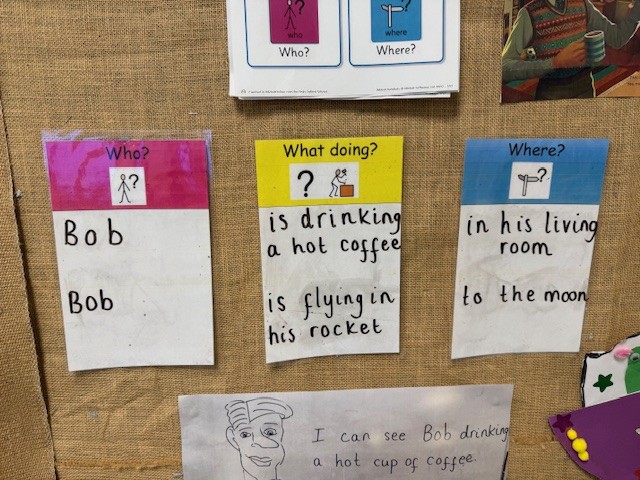 who
Who?
where
Where?
Who?
Bob
Bob
What doing?
?
is drinking
a hot coffee
is flying in
his rocket
Where?
in his living
room
to the moon
I can see Bob drinking
a hot cup of coffee.